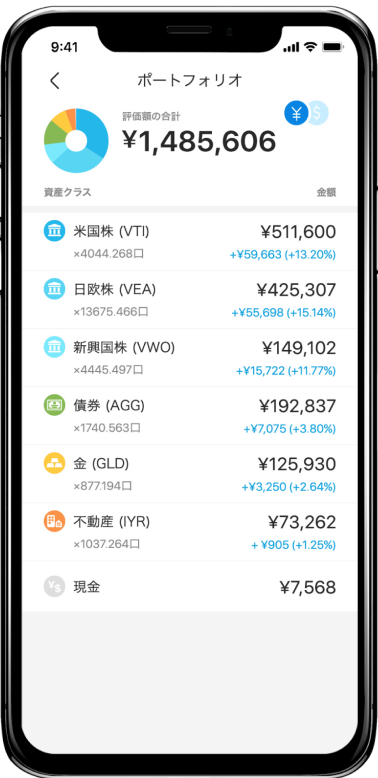 9:41
ポートフォリオ
評価額の合計
¥ $
¥1,485,606
資産クラス 金額
米国株 (VTI) ¥511,600
×4044.268口 +¥59,663 (+13.20%)
日欧株 (VEA) ¥425,307
×13675.466口 +¥55,698 (+15.14%)
新興国株 (VWO) ¥149,102
×4445.497口 +¥15,722 (+11.77%)
債券 (AGG) ¥192,837
×1740.563口 +¥7,075 (+3.80%)
金 (GLD) ¥125,930
×877.194口 +¥3,250 (+2.64%)
不動産 (IYR) ¥73,262
×1037.264口 + ¥905 (+1.25%)
¥$ 現金 ¥7,568